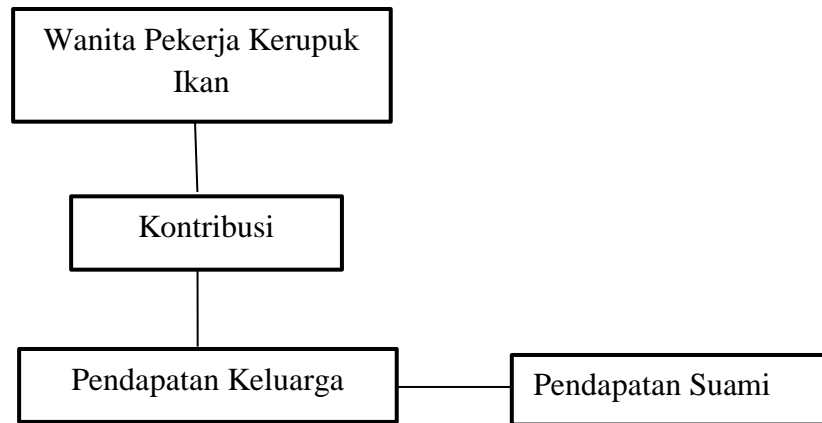 Wanita Pekerja Kerupuk
Ikan
Kontribusi
Pendapatan Keluarga
Pendapatan Suami